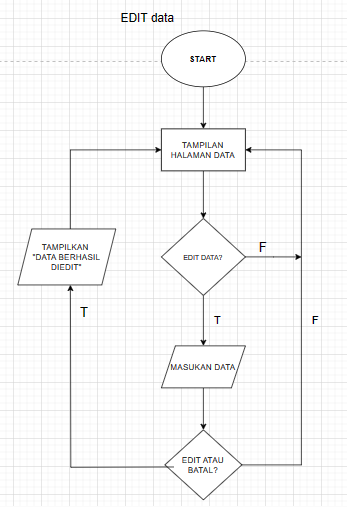 EDIT data
START
TAMPILAN
HALAMAN DATA
TAMPILKAN
"DATA BERHASIL
DIEDIT"
EDIT DATA?
F
T
T
F
MASUKAN DATA
EDIT ATAU
BATAL?